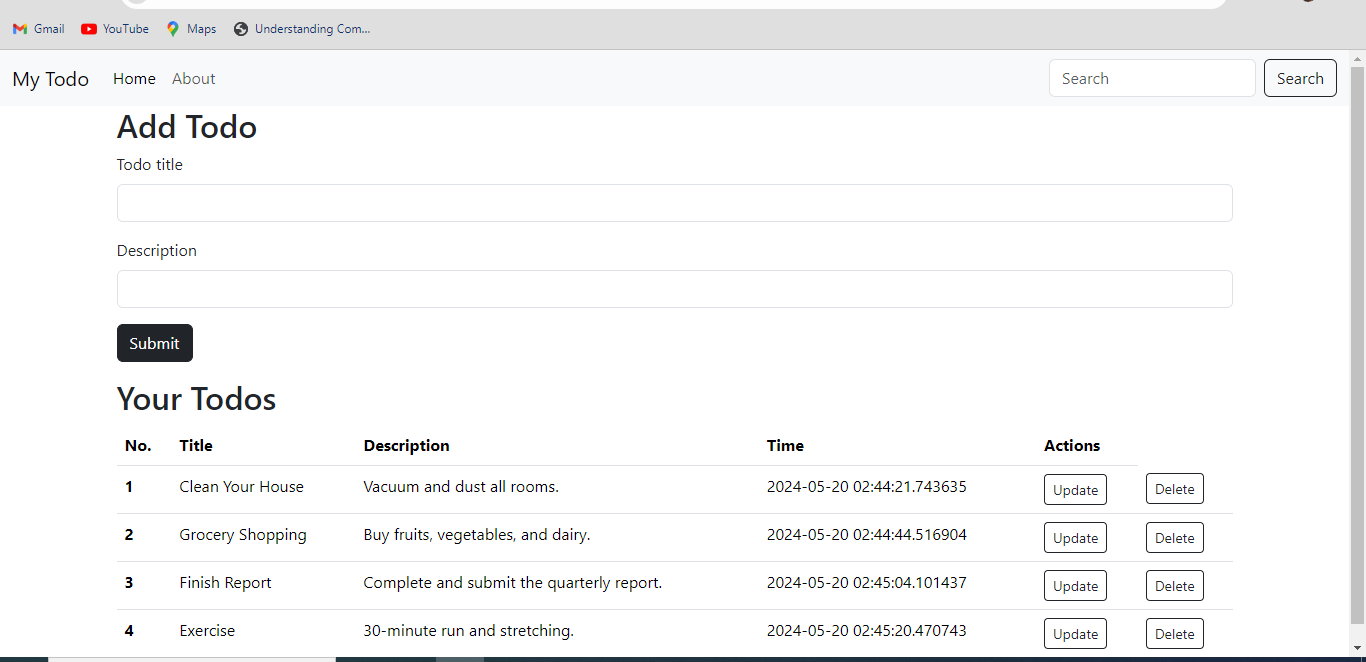 Gmail YouTube Maps Understanding Com...
My Todo Home About Search Search
Add Todo
Todo title
Description
Submit
Your Todos
No. Title Description Time Actions
1 Clean Your House Vacuum and dust all rooms. 2024-05-20 02:44:21.743635 Update Delete
2 Grocery Shopping Buy fruits, vegetables, and dairy. 2024-05-20 02:44:44.516904 Update Delete
3 Finish Report Complete and submit the quarterly report. 2024-05-20 02:45:04.101437 Update Delete
4 Exercise 30-minute run and stretching. 2024-05-20 02:45:20.470743 Update Delete